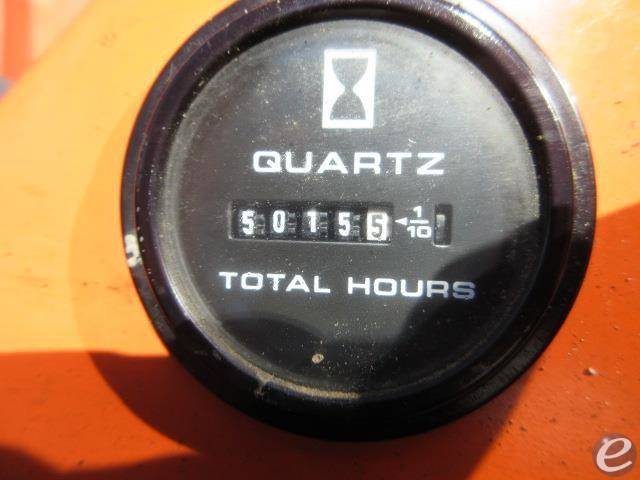 QUARTZ
50155 ◄1/10
TOTAL HOURS
e